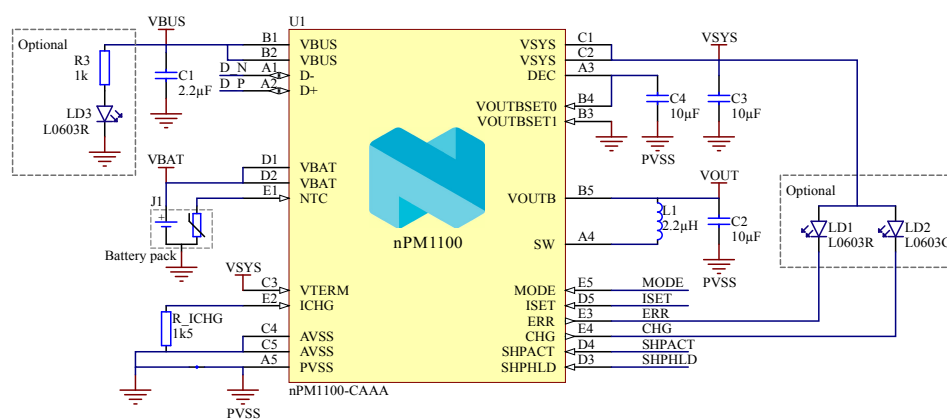 Optional
R3
1k
LD3
L0603R
VBUS
C1
2.2µF
D_N
D_P
B1
B2
A1
A2
VBAT
D1
D2
E1
J1
+
Battery pack
VSYS
C3
E2
R_ICHG
1k5
C4
C5
A5
PVSS
U1
VBUS
VBUS
D-
D+
VBAT
VBAT
NTC
VTERM
ICHG
AVSS
AVSS
PVSS
nPM1100
VSYS
VSYS
DEC
VOUTBSET0
VOUTBSET1
VOUTB
SW
MODE
ISET
ERR
CHG
SHPACT
SHPHLD
nPM1100-CAAA
C1
C2
A3
B4
B3
B5
A4
E5
D5
E3
E4
D4
D3
MODE
ISET
ERR
CHG
SHPACT
SHPHLD
C4
10µF
PVSS
VSYS
C3
10µF
L1
2.2µH
VOUT
C2
10µF
PVSS
Optional
LD1
L0603R
LD2
L0603G